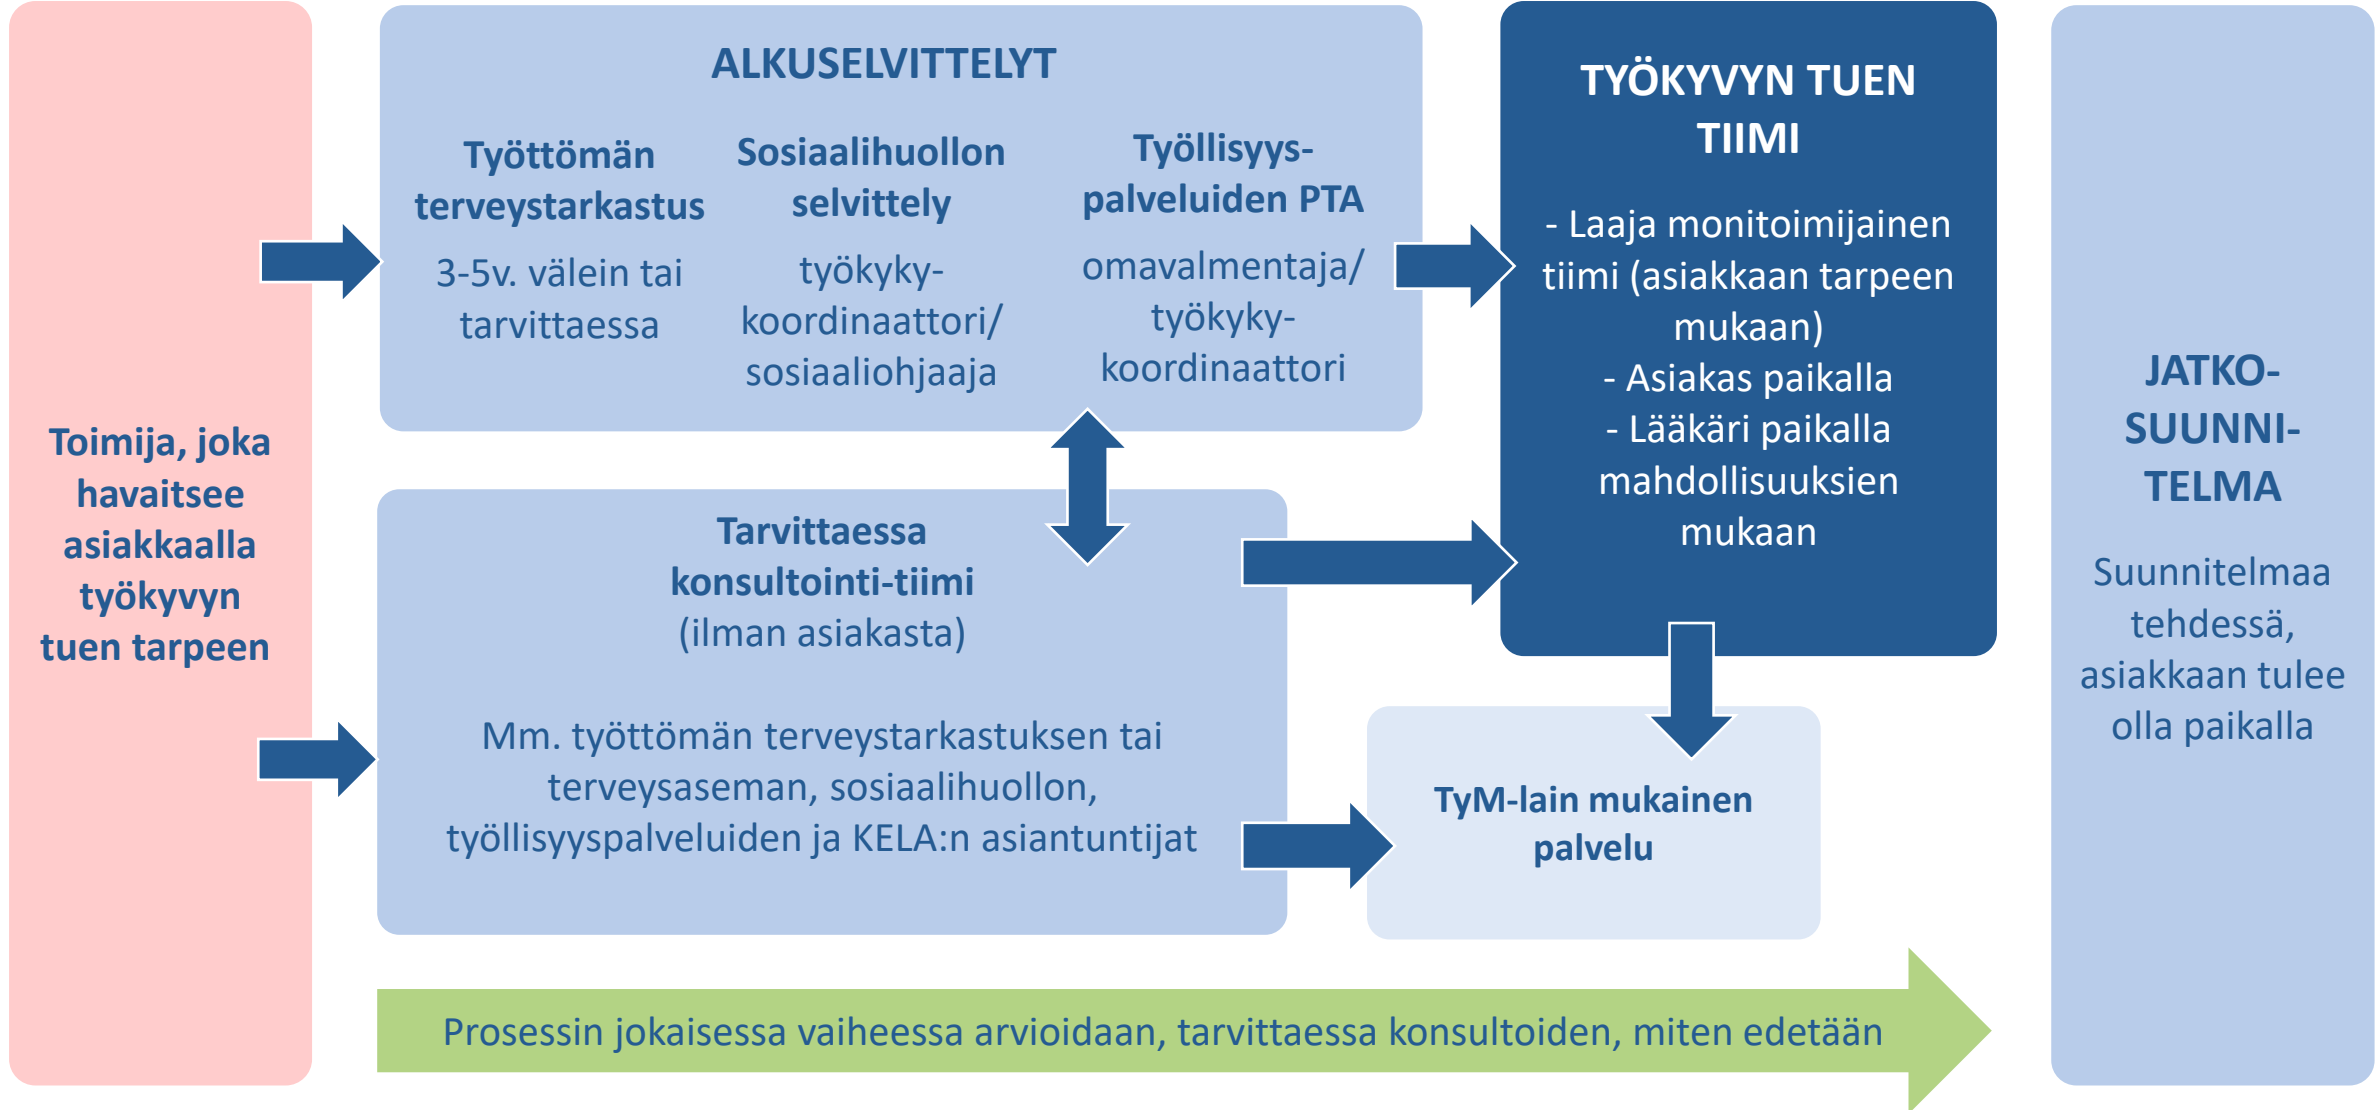 Toimija, joka
havaitsee
asiakkaalla
työkyvyn
tuen tarpeen
ALKUSELVITTELYT
Työttömän
terveystarkastus
3-5v. välein tai
tarvittaessa
Sosiaalihuollon
selvittely
työkyky-
koordinaattori/
sosiaaliohjaaja
Työllisyys-
palveluiden PTA
omavalmentaja/
työkyky-
koordinaattori
Tarvittaessa
konsultointi-tiimi
(ilman asiakasta)
Mm. työttömän terveystarkastuksen tai
terveysaseman, sosiaalihuollon,
työllisyyspalveluiden ja KELA:n asiantuntijat
TYÖKYVYN TUEN
TIIMI
- Laaja monitoimijainen
tiimi (asiakkaan tarpeen
mukaan)
- Asiakas paikalla
- Lääkäri paikalla
mahdollisuuksien
mukaan
TyM-lain mukainen
palvelu
JATKO-
SUUNNI-
TELMA
Suunnitelmaa
tehdessä,
asiakkaan tulee
olla paikalla
Prosessin jokaisessa vaiheessa arvioidaan, tarvittaessa konsultoiden, miten edetään